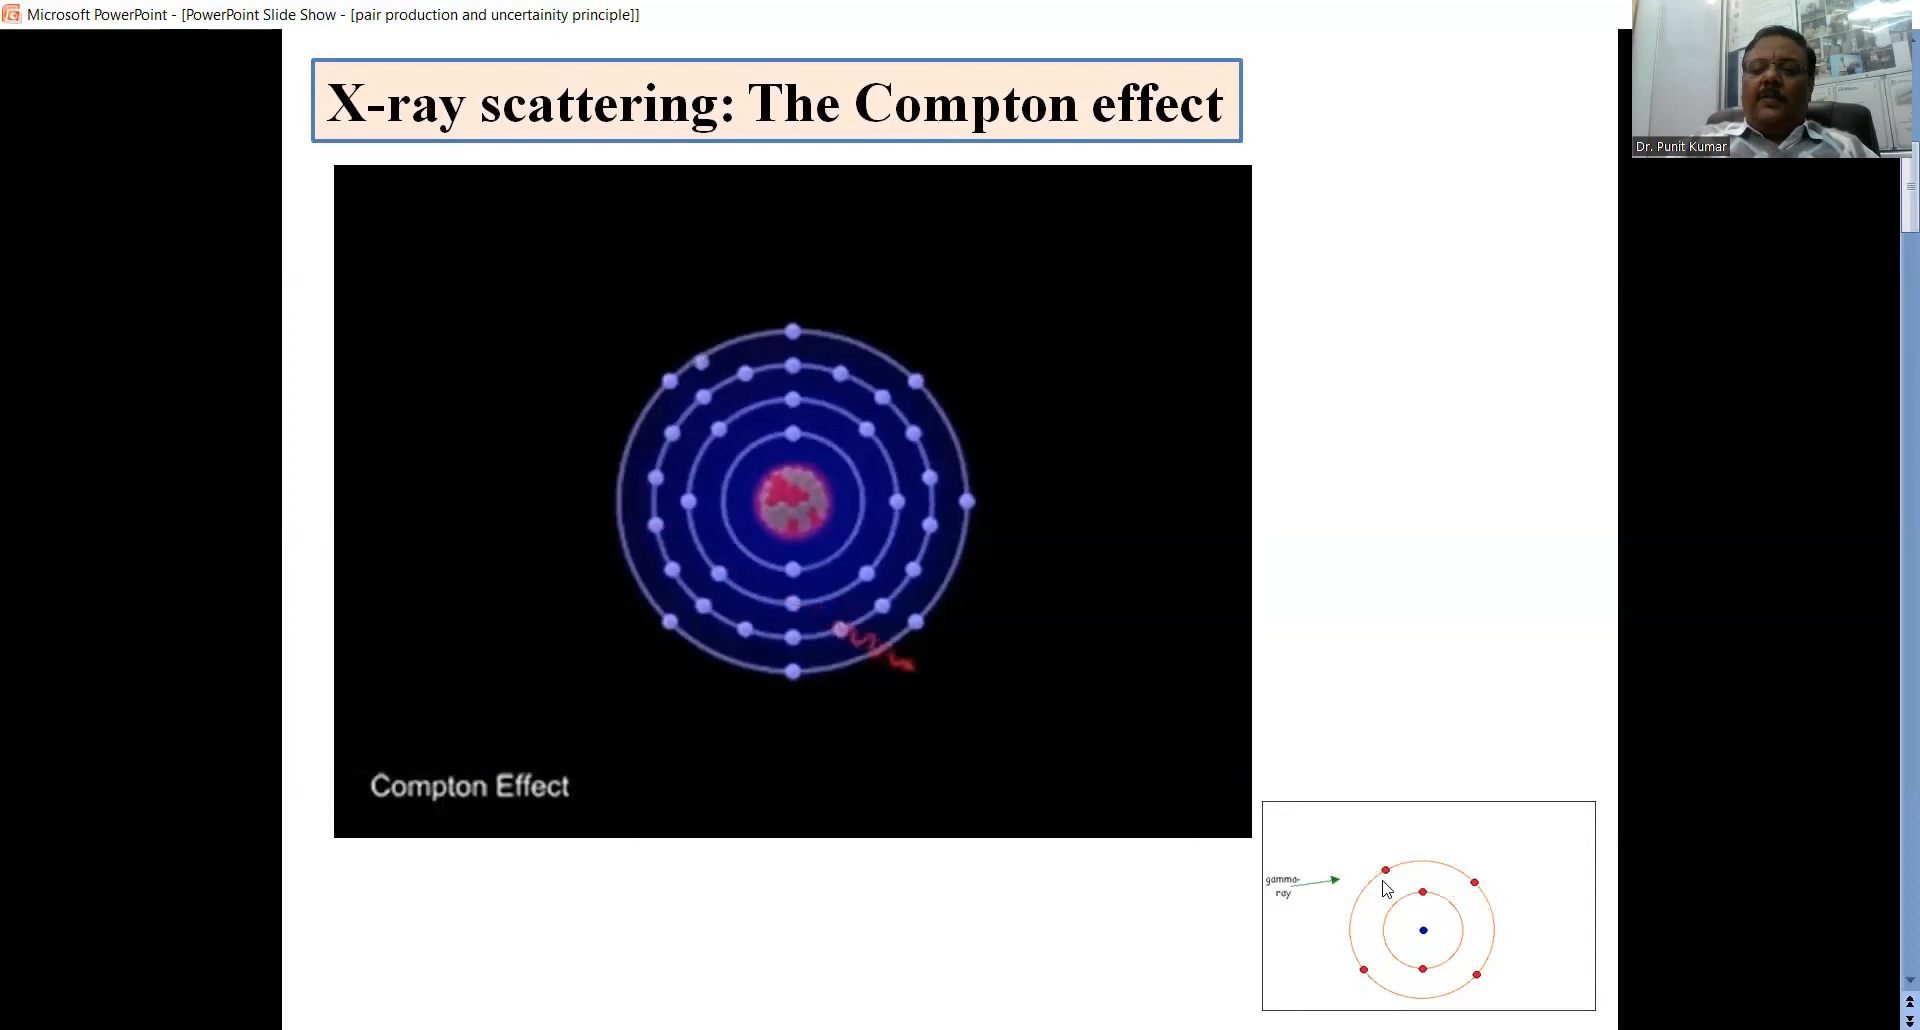 Microsoft PowerPoint - [PowerPoint Slide Show - [pair production and uncertainity principle]]
X-ray scattering: The Compton effect
Dr. Punit Kumar
Compton Effect
gamma-
ray